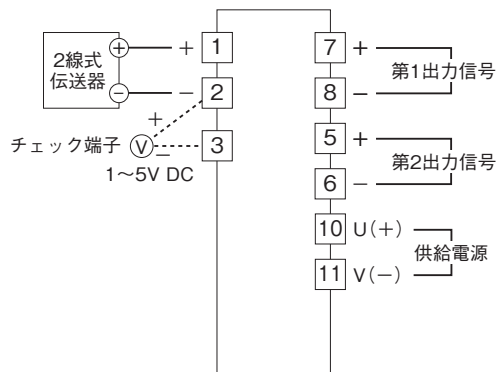 2線式
伝送器
+
−
+ 1
− 2
+
チェック端子 V
−
3
1〜5V DC
7 +
第1出力信号
8 −
5 +
第2出力信号
6 −
10 U(+)
供給電源
11 V(−)